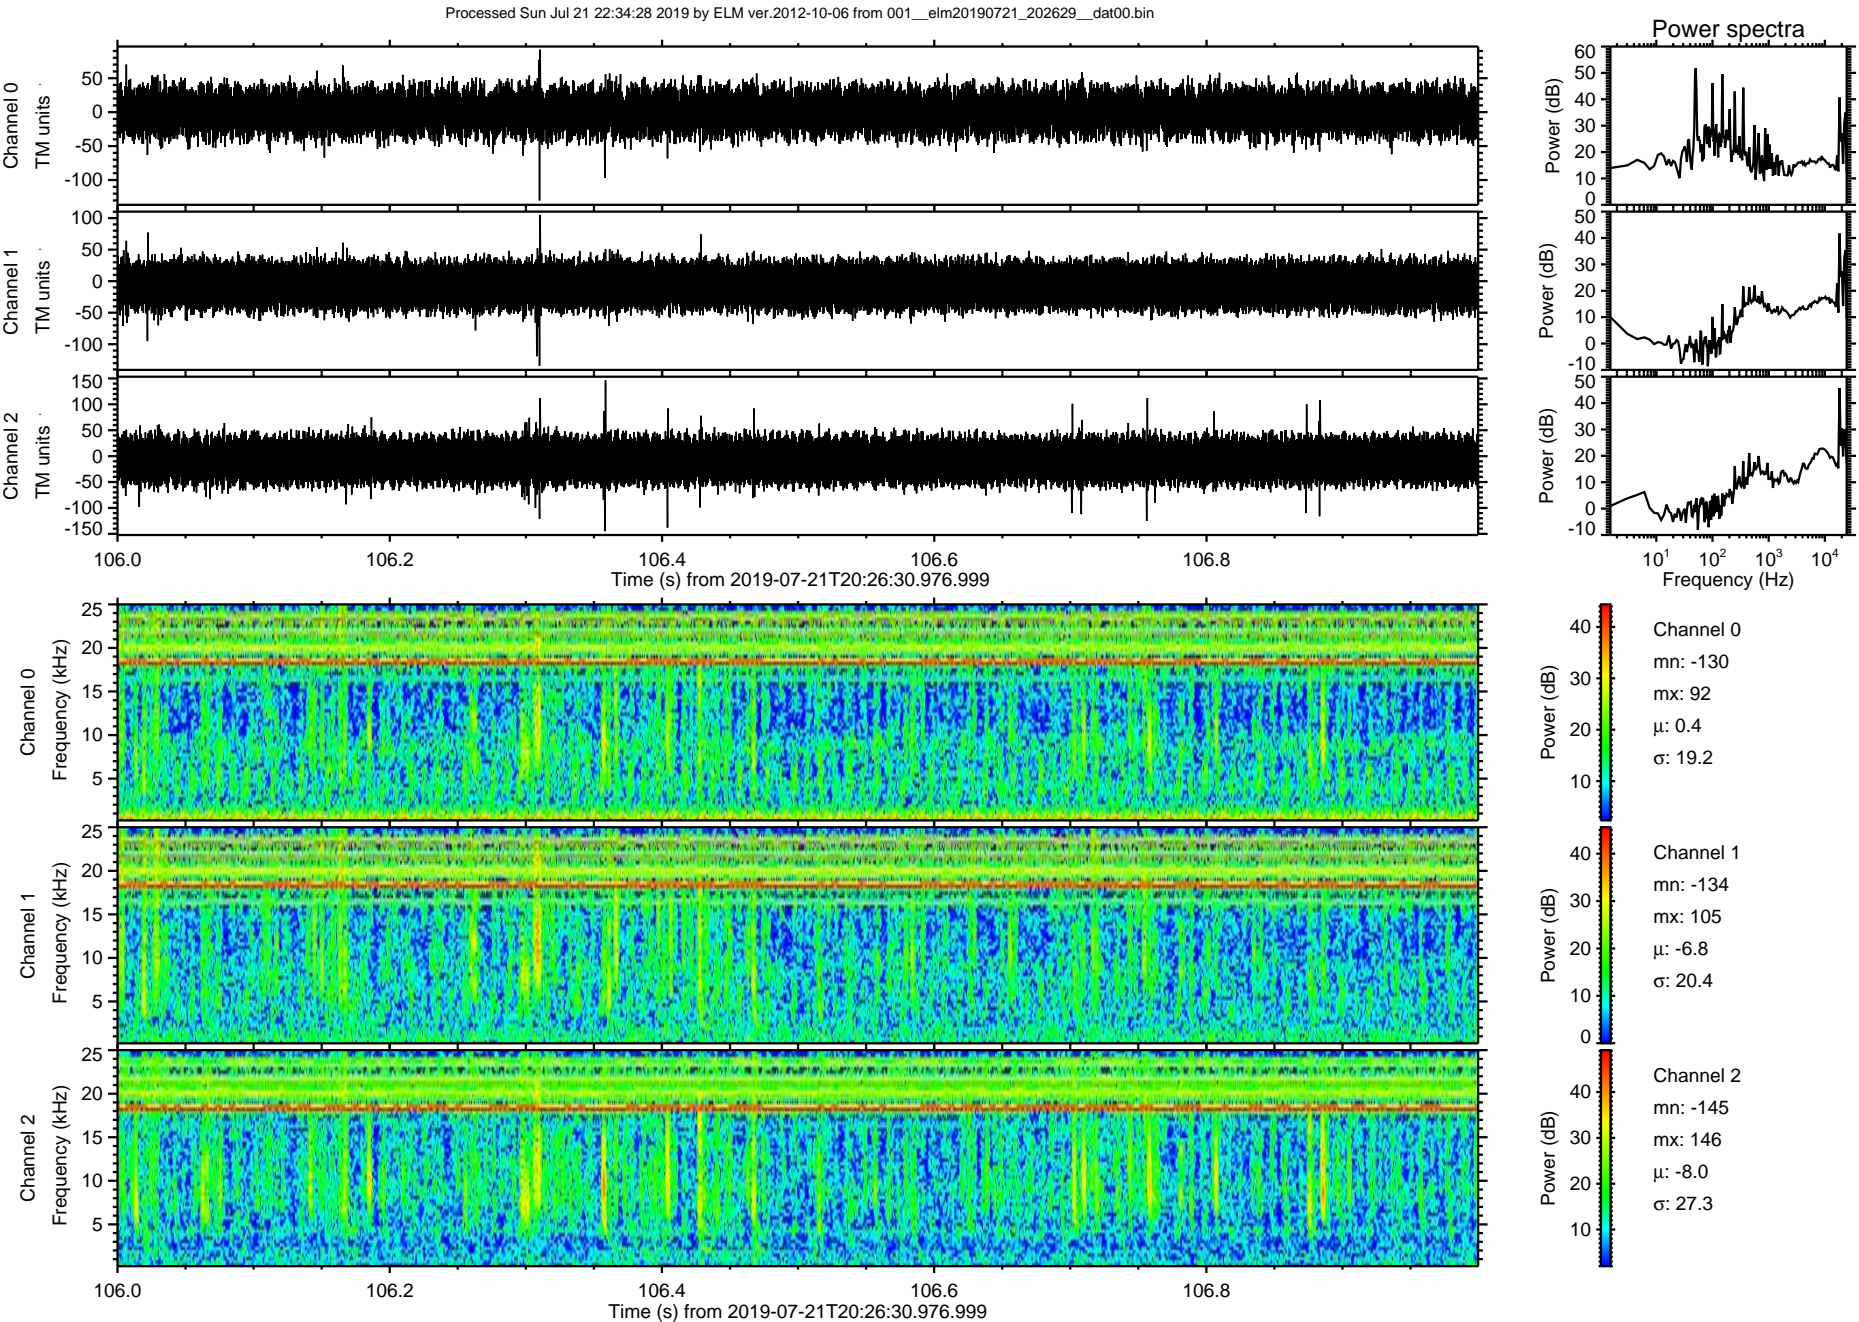 Processed Sun Jul 21 22:34:28 2019 by ELM ver.2012-10-06 from 001__elm20190721_202629__dat00.bin
Power spectra
Channel 0
TM units
50
0
-50
-100
Power (dB)
60
50
40
30
20
10
0
Channel 1
TM units
100
50
0
-50
-100
Power (dB)
50
40
30
20
10
0
-10
Channel 2
TM units
150
100
50
0
-50
-100
-150
Power (dB)
50
40
30
20
10
0
-10
106.0 106.2 106.4 106.6 106.8
Time (s) from 2019-07-21T20:26:30.976.999
10¹ 10² 10³ 10⁴
Frequency (Hz)
Channel 0
Frequency (kHz)
25
20
15
10
5
Power (dB)
40
30
20
10
Channel 0
mn: -130
mx: 92
μ: 0.4
σ: 19.2
Channel 1
Frequency (kHz)
25
20
15
10
5
Power (dB)
40
30
20
10
0
Channel 1
mn: -134
mx: 105
μ: -6.8
σ: 20.4
Channel 2
Frequency (kHz)
25
20
15
10
5
Power (dB)
40
30
20
10
Channel 2
mn: -145
mx: 146
μ: -8.0
σ: 27.3
106.0 106.2 106.4 106.6 106.8
Time (s) from 2019-07-21T20:26:30.976.999